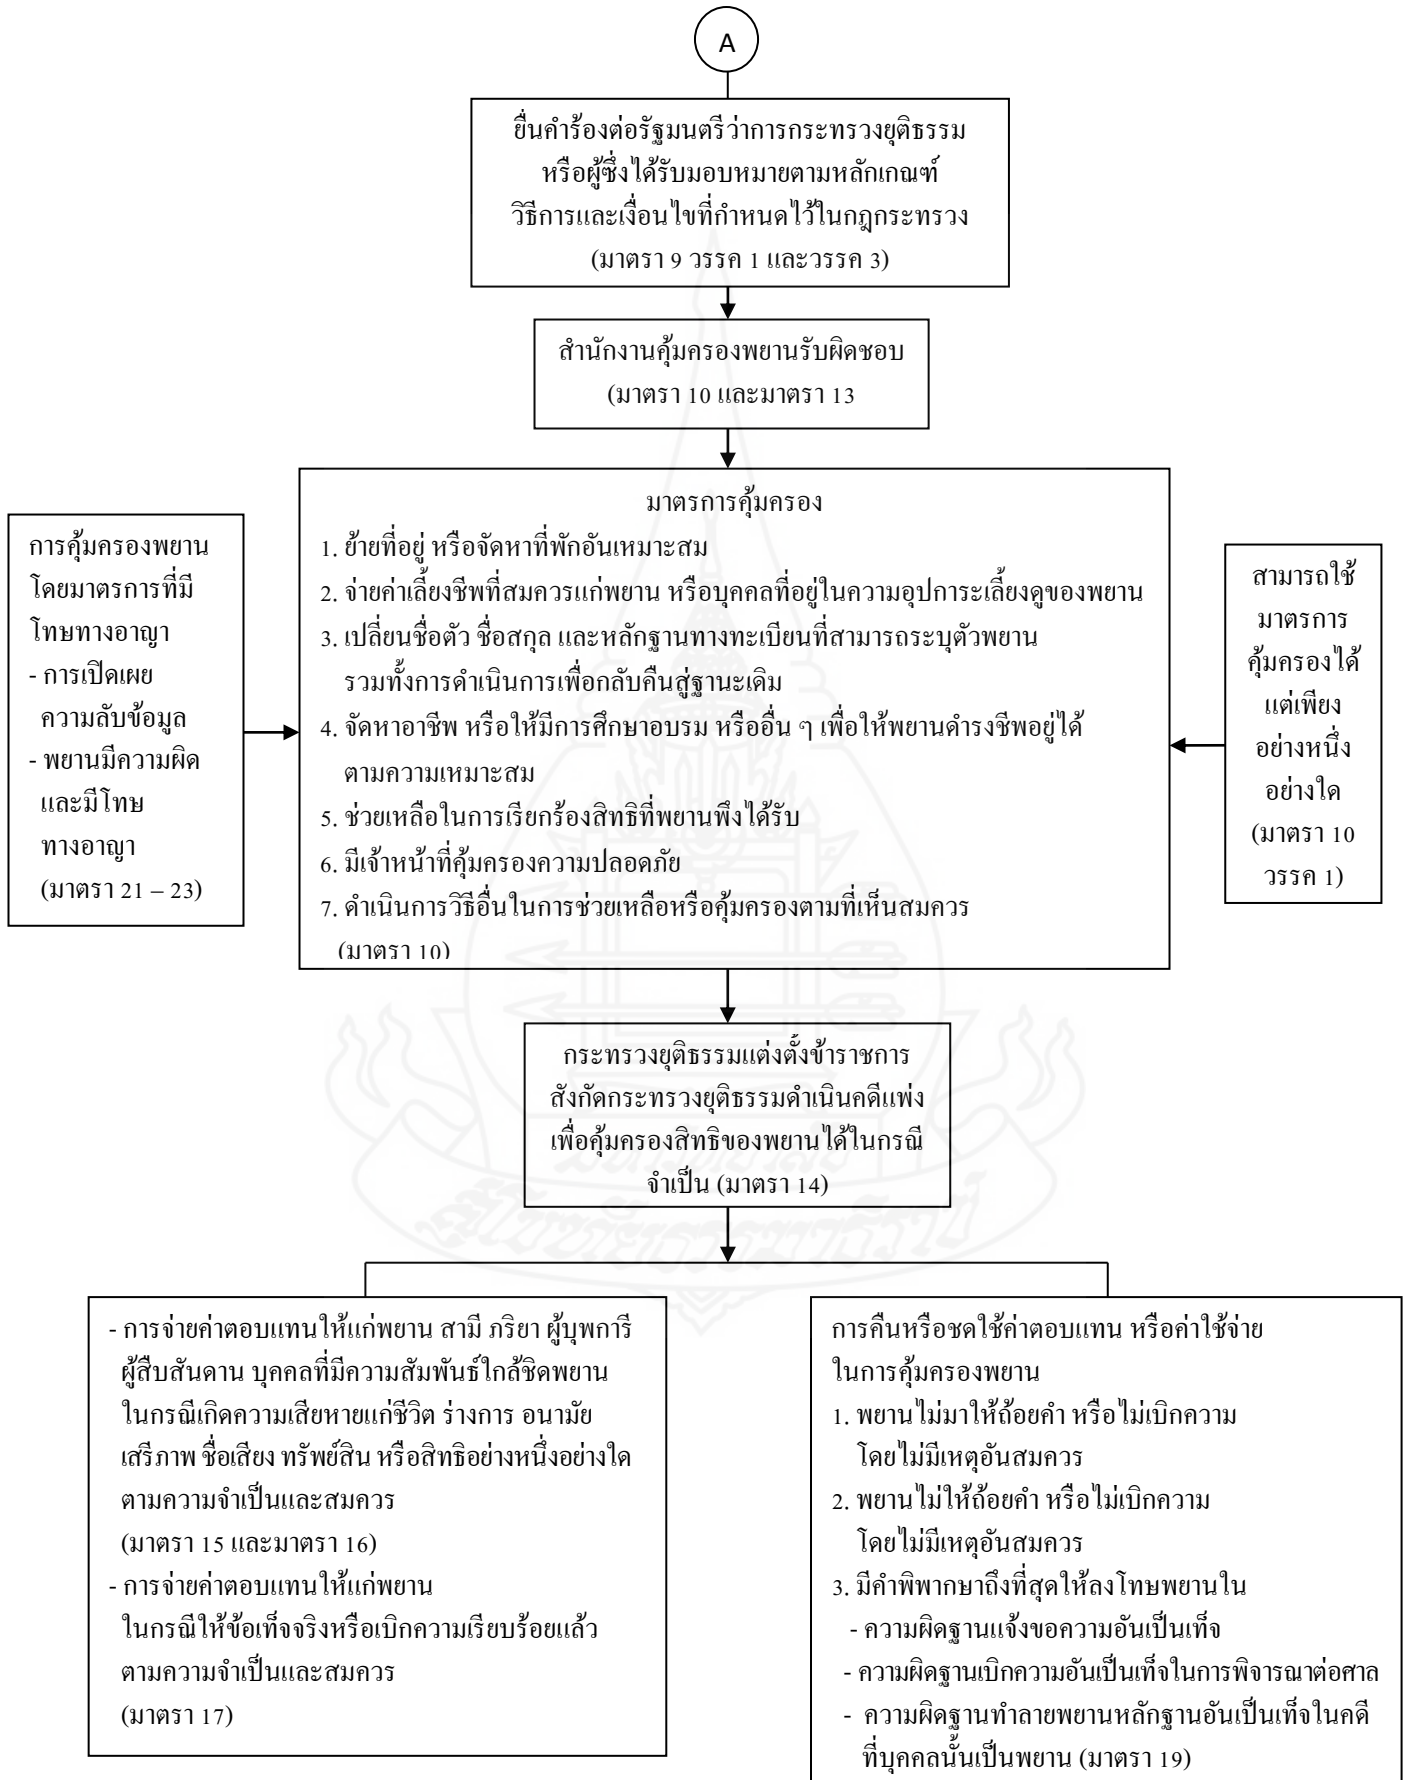 A
ยื่นคำร้องต่อรัฐมนตรีว่าการกระทรวงยุติธรรม
หรือผู้ซึ่งได้รับมอบหมายตามหลักเกณฑ์
วิธีการและเงื่อนไขที่กำหนดไว้ในกฎกระทรวง
(มาตรา 9 วรรค 1 และวรรค 3)
สำนักงานคุ้มครองพยานรับผิดชอบ
(มาตรา 10 และมาตรา 13
การคุ้มครองพยาน
โดยมาตรการที่มี
โทษทางอาญา
- การเปิดเผย
ความลับข้อมูล
- พยานมีความผิด
และมีโทษ
ทางอาญา
(มาตรา 21 – 23)
มาตรการคุ้มครอง
1. ย้ายที่อยู่ หรือจัดหาที่พักอันเหมาะสม
2. จ่ายค่าเลี้ยงชีพที่สมควรแก่พยาน หรือบุคคลที่อยู่ในความอุปการะเลี้ยงดูของพยาน
3. เปลี่ยนชื่อตัว ชื่อสกุล และหลักฐานทางทะเบียนที่สามารถระบุตัวพยาน
รวมทั้งการดำเนินการเพื่อกลับคืนสู่ฐานะเดิม
4. จัดหาอาชีพ หรือให้มีการศึกษาอบรม หรืออื่น ๆ เพื่อให้พยานดำรงชีพอยู่ได้
ตามความเหมาะสม
5. ช่วยเหลือในการเรียกร้องสิทธิที่พยานพึงได้รับ
6. มีเจ้าหน้าที่คุ้มครองความปลอดภัย
7. ดำเนินการวิธีอื่นในการช่วยเหลือหรือคุ้มครองตามที่เห็นสมควร
(มาตรา 10)
สามารถใช้
มาตรการ
คุ้มครองได้
แต่เพียง
อย่างหนึ่ง
อย่างใด
(มาตรา 10
วรรค 1)
กระทรวงยุติธรรมแต่งตั้งข้าราชการ
สังกัดกระทรวงยุติธรรมดำเนินคดีแพ่ง
เพื่อคุ้มครองสิทธิของพยานได้ในกรณี
จำเป็น (มาตรา 14)
- การจ่ายค่าตอบแทนให้แก่พยาน สามี ภริยา ผู้บุพการี
ผู้สืบสันดาน บุคคลที่มีความสัมพันธ์ใกล้ชิดพยาน
ในกรณีเกิดความเสียหายแก่ชีวิต ร่างการ อนามัย
เสรีภาพ ชื่อเสียง ทรัพย์สิน หรือสิทธิอย่างหนึ่งอย่างใด
ตามความจำเป็นและสมควร
(มาตรา 15 และมาตรา 16)
- การจ่ายค่าตอบแทนให้แก่พยาน
ในกรณีให้ข้อเท็จจริงหรือเบิกความเรียบร้อยแล้ว
ตามความจำเป็นและสมควร
(มาตรา 17)
การคืนหรือชดใช้ค่าตอบแทน หรือค่าใช้จ่าย
ในการคุ้มครองพยาน
1. พยานไม่มาให้ถ้อยคำ หรือไม่เบิกความ
โดยไม่มีเหตุอันสมควร
2. พยานไม่ให้ถ้อยคำ หรือไม่เบิกความ
โดยไม่มีเหตุอันสมควร
3. มีคำพิพากษาถึงที่สุดให้ลงโทษพยานใน
- ความผิดฐานแจ้งขอความอันเป็นเท็จ
- ความผิดฐานเบิกความอันเป็นเท็จในการพิจารณาต่อศาล
- ความผิดฐานทำลายพยานหลักฐานอันเป็นเท็จในคดี
ที่บุคคลนั้นเป็นพยาน (มาตรา 19)